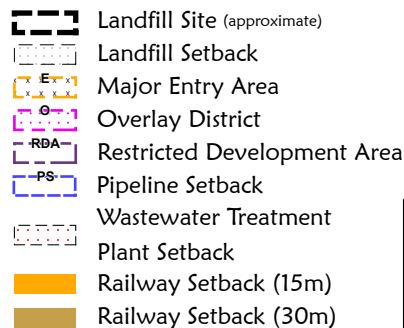 Landfill Site (approximate)
Landfill Setback
E Major Entry Area
O Overlay District
RDA Restricted Development Area
PS Pipeline Setback
Wastewater Treatment
Plant Setback
Railway Setback (15m)
Railway Setback (30m)